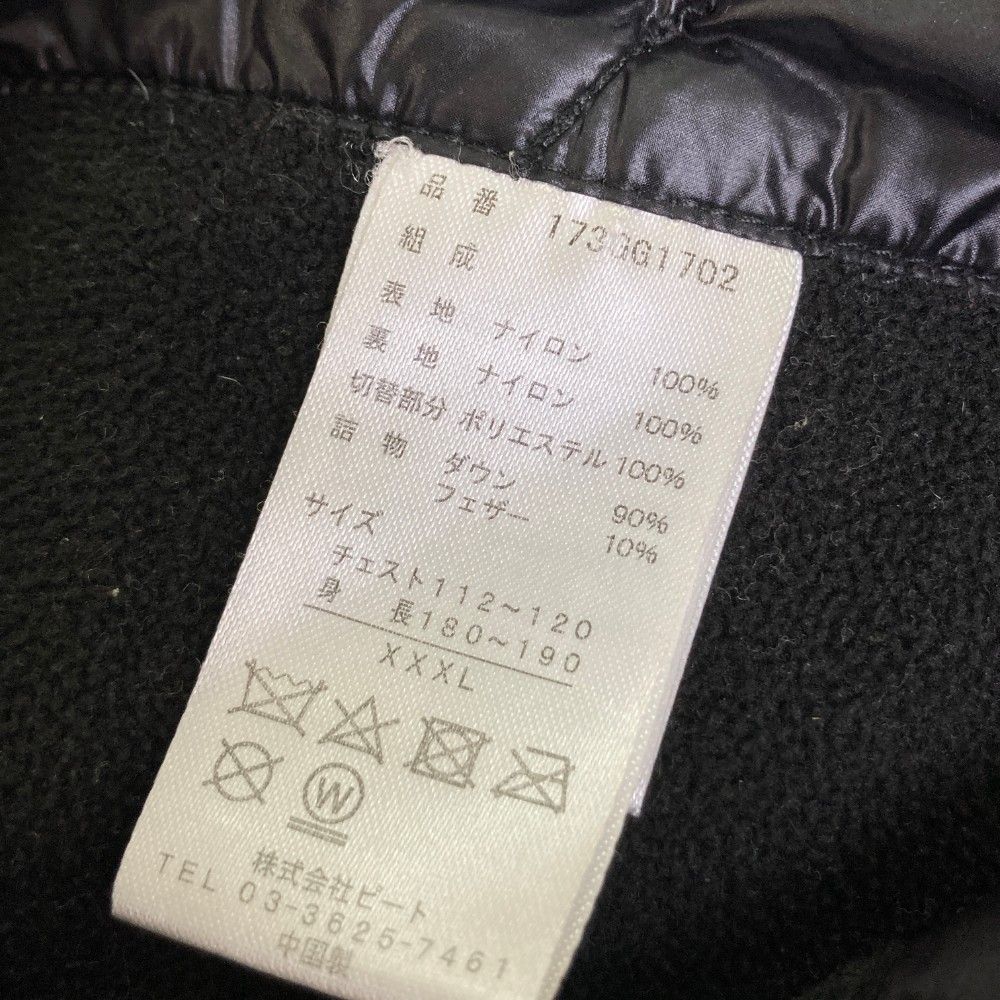 品番 173GG1702
組成
表地 ナイロン 100%
裏地 ナイロン 100%
切替部分 ポリエステル 100%
詰物 ダウン 90%
フェザー 10%
サイズ
チェスト112~120
身長180~190
XXXL
W
株式会社ビート
TEL 03-3625-7461
中国製